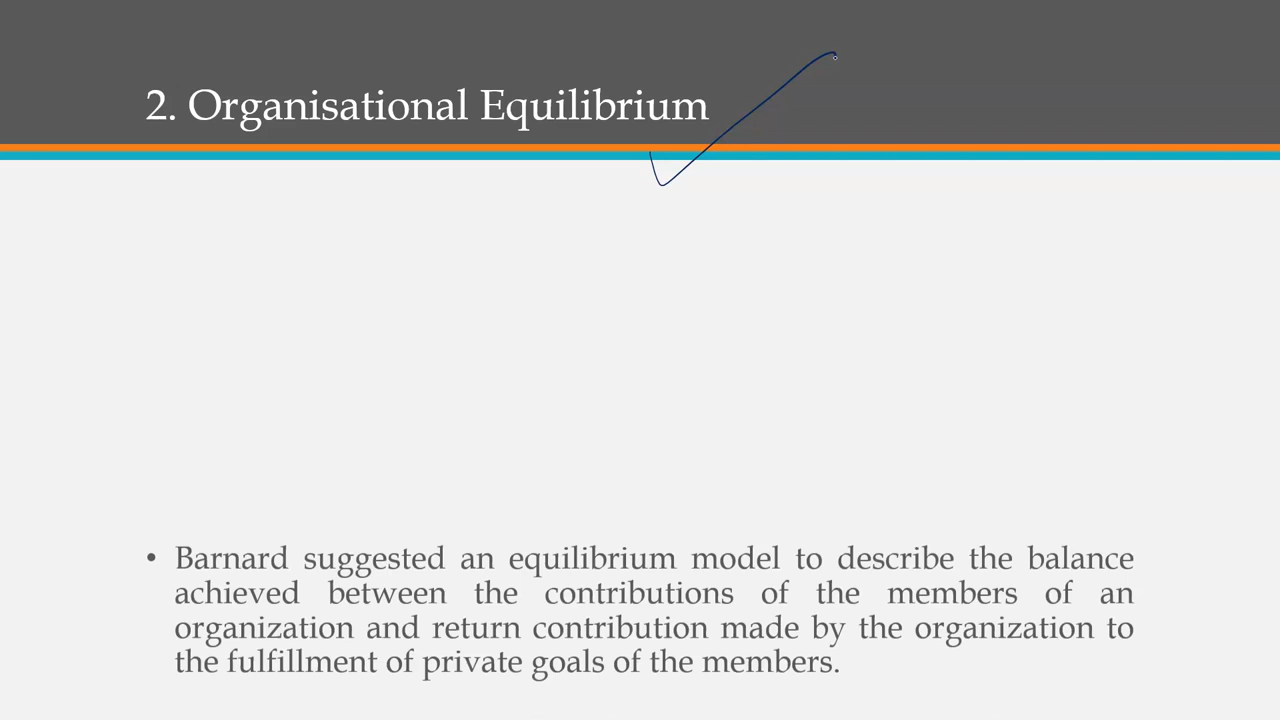 2. Organisational Equilibrium
• Barnard suggested an equilibrium model to describe the balance
achieved between the contributions of the members of an
organization and return contribution made by the organization to
the fulfillment of private goals of the members.